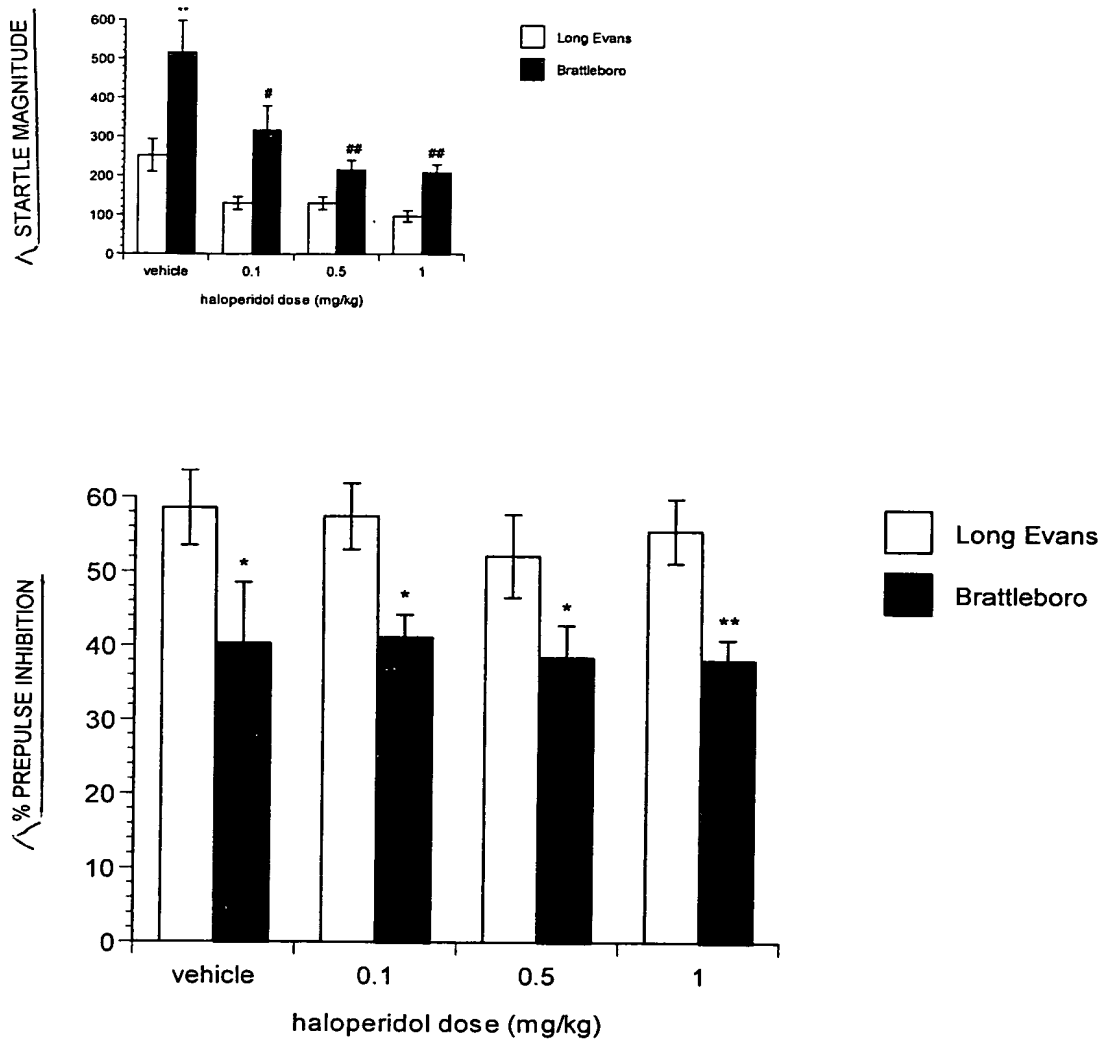 STARTLE MAGNITUDE
600
500
400
300
200
100
0
**
#
##
##
vehicle 0.1 0.5 1
haloperidol dose (mg/kg)
Long Evans
Brattleboro
% PREPULSE INHIBITION
60
50
40
30
20
10
0
*
*
*
**
vehicle 0.1 0.5 1
haloperidol dose (mg/kg)
Long Evans
Brattleboro